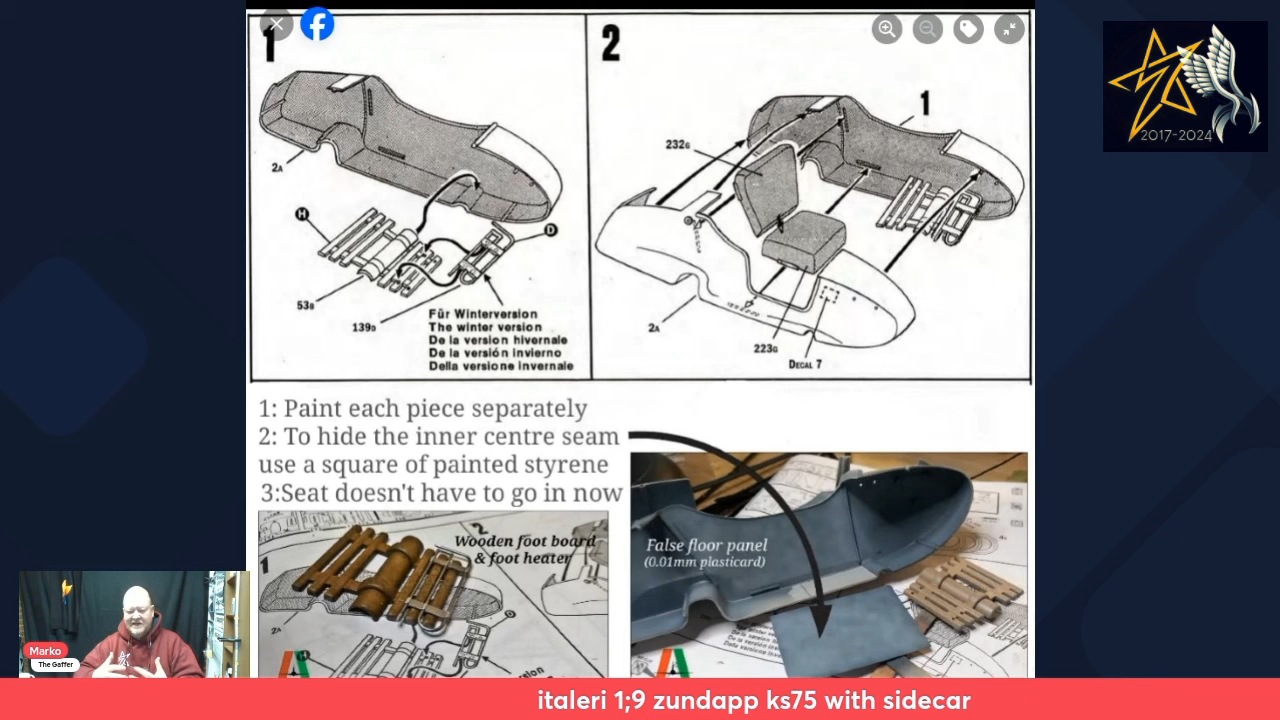 1
2
1
2A
232G
H
D
53B
139D
Für Winterversion
The winter version
De la version hivernale
De la versión invierno
Della versione invernale
2A
223G
DECAL 7
2017-2024
1: Paint each piece separately
2: To hide the inner centre seam
use a square of painted styrene
3:Seat doesn't have to go in now
Wooden foot board
& foot heater
1
2A
D
H
False floor panel
(0.01mm plasticard)
Marko
The Gaffer
italeri 1;9 zundapp ks75 with sidecar